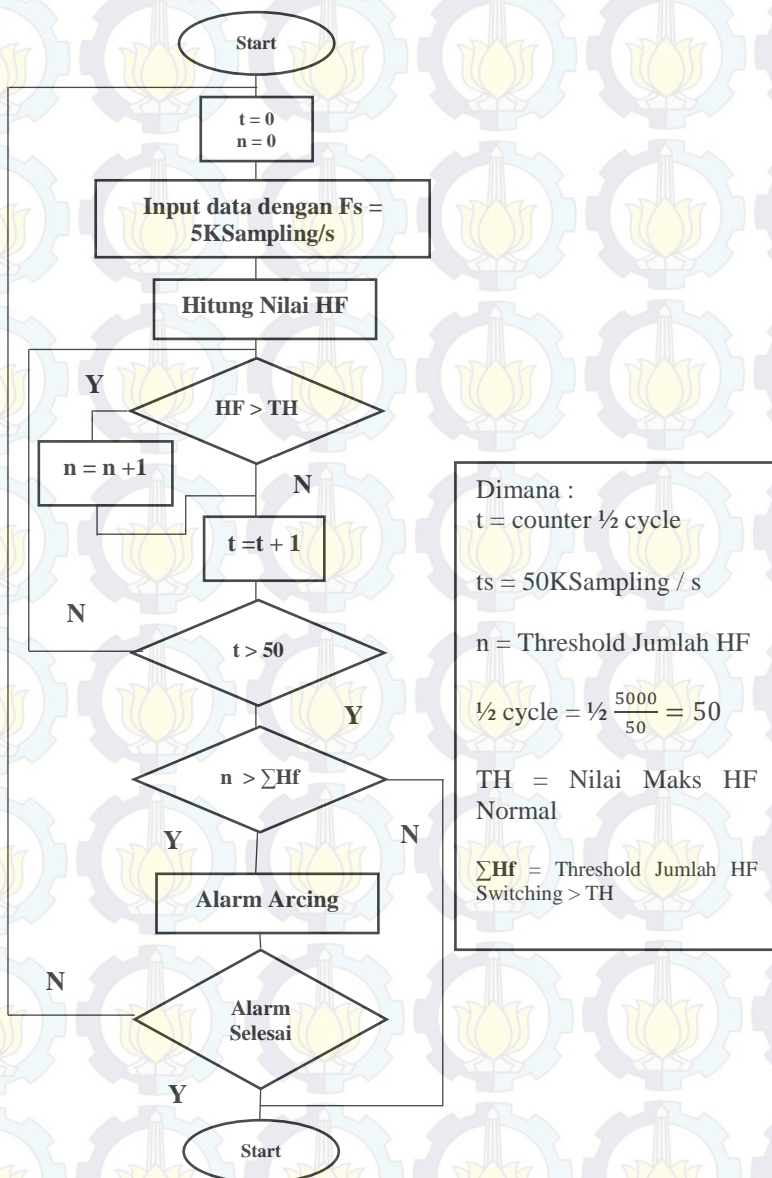 Start
t = 0
n = 0
Input data dengan Fs =
5KSampling/s
Hitung Nilai HF
Y
HF > TH
n = n +1
N
t =t + 1
N
t > 50
Y
n > ∑Hf
Y
N
Alarm Arcing
N
Alarm
Selesai
Y
Start
Dimana :
t = counter ½ cycle
ts = 50KSampling / s
n = Threshold Jumlah HF
½ cycle = ½ 5000/50 = 50
TH = Nilai Maks HF
Normal
∑Hf = Threshold Jumlah HF
Switching > TH